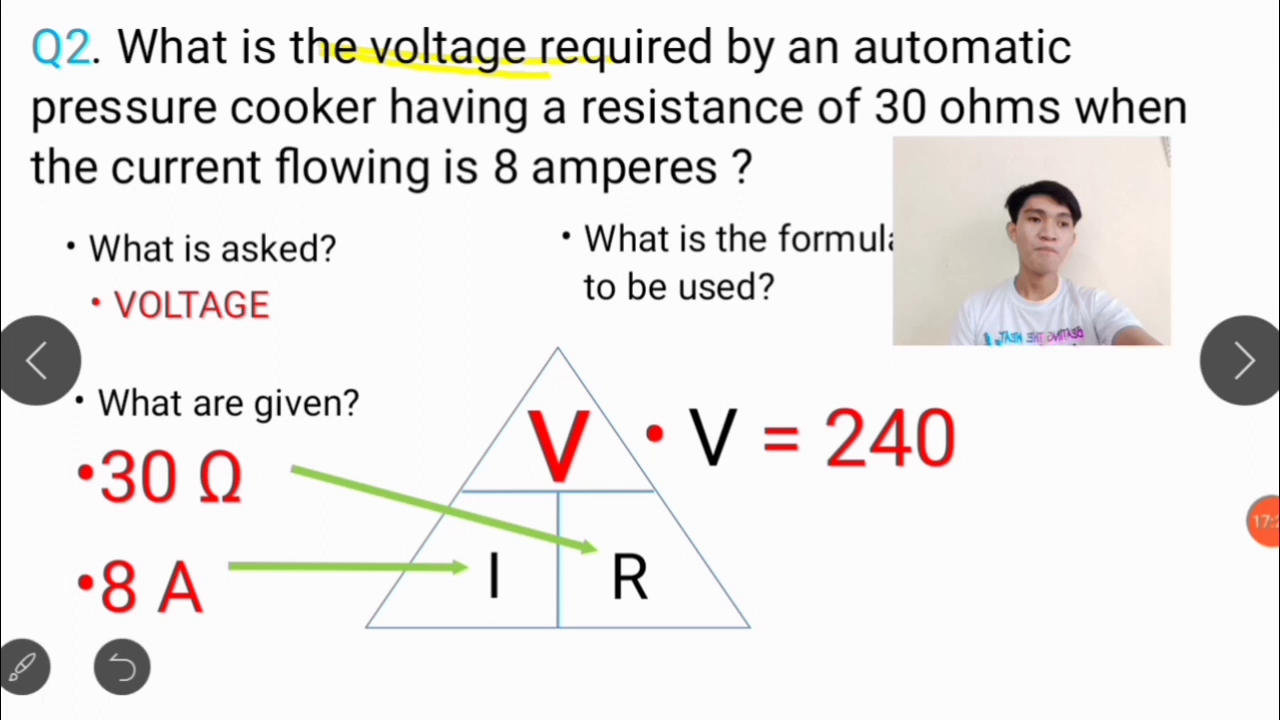 Q2. What is the voltage required by an automatic
pressure cooker having a resistance of 30 ohms when
the current flowing is 8 amperes ?
• What is asked?
• VOLTAGE
• What are given?
•30 Ω
•8 A
• What is the formula
to be used?
V
I
R
• V = 240